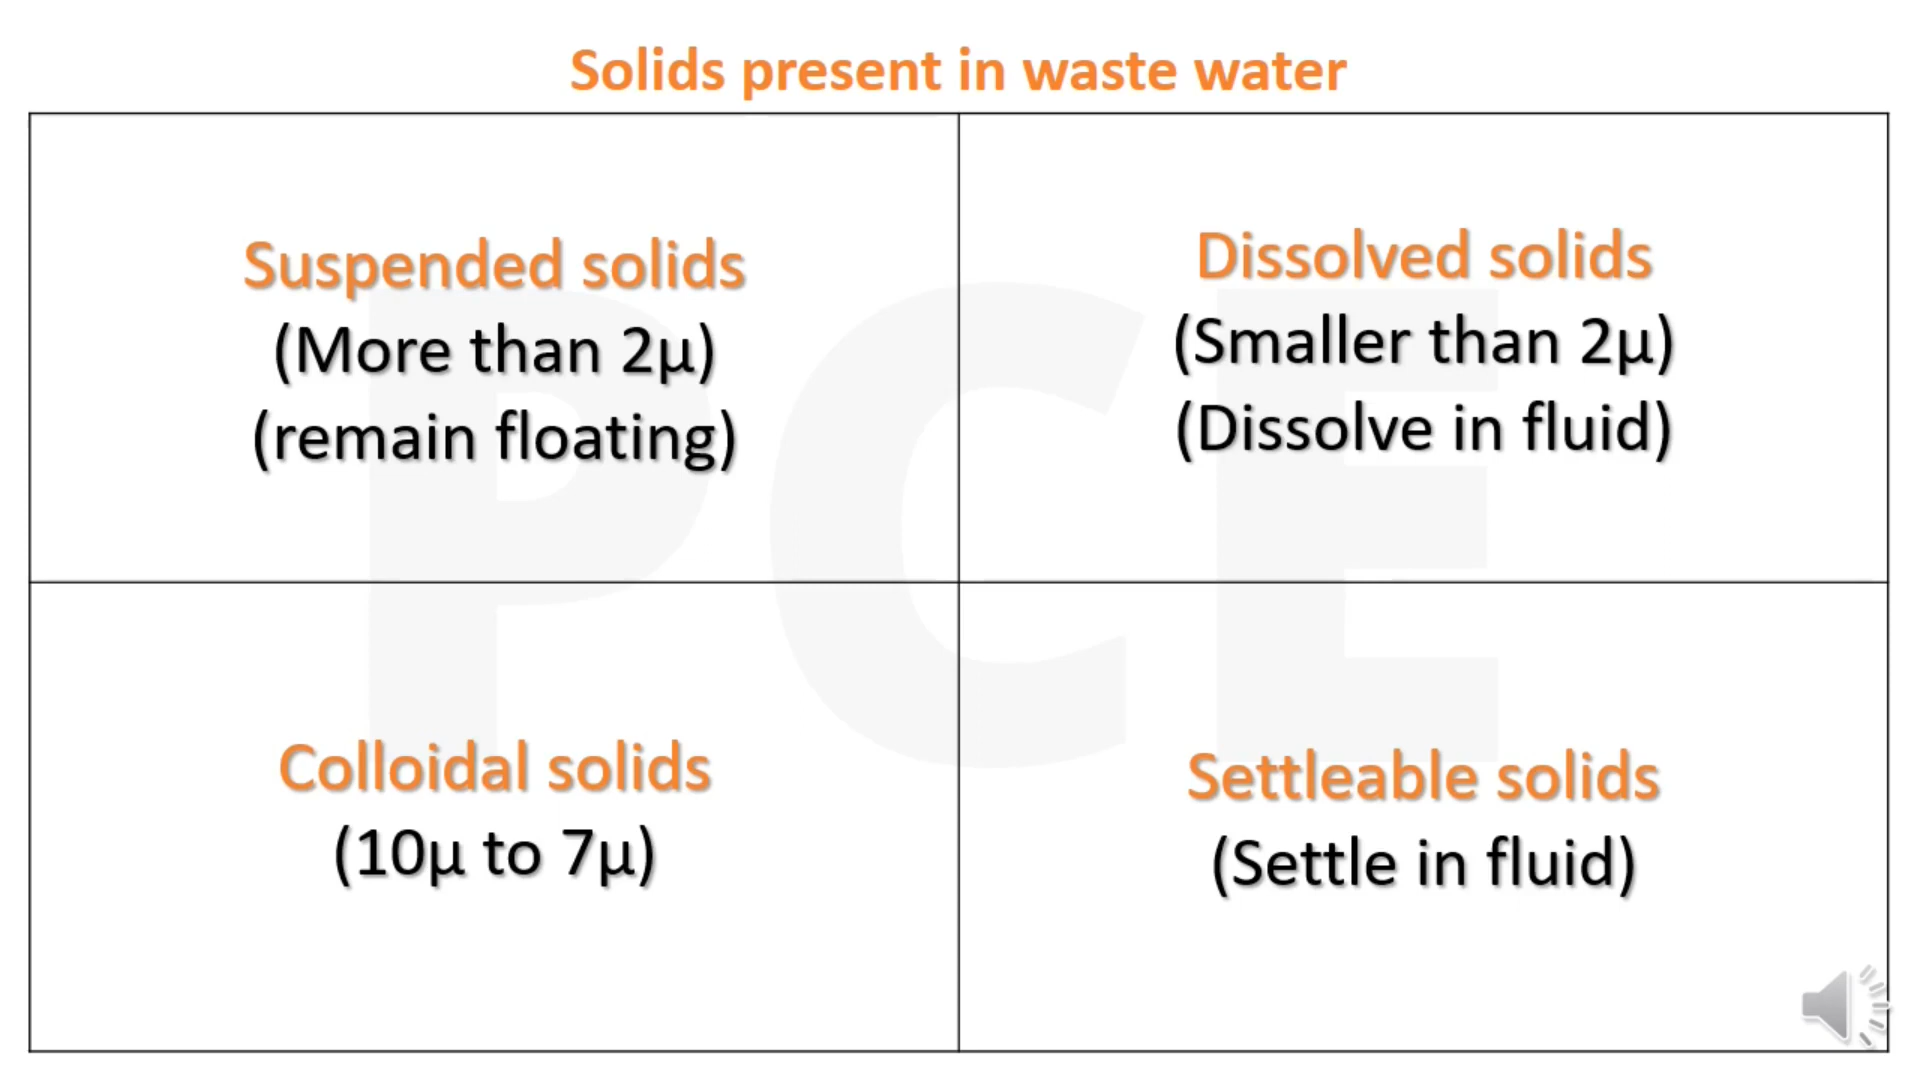 Solids present in waste water
Suspended solids
(More than 2µ)
(remain floating)
Dissolved solids
(Smaller than 2µ)
(Dissolve in fluid)
Colloidal solids
(10µ to 7µ)
Settleable solids
(Settle in fluid)
PCE